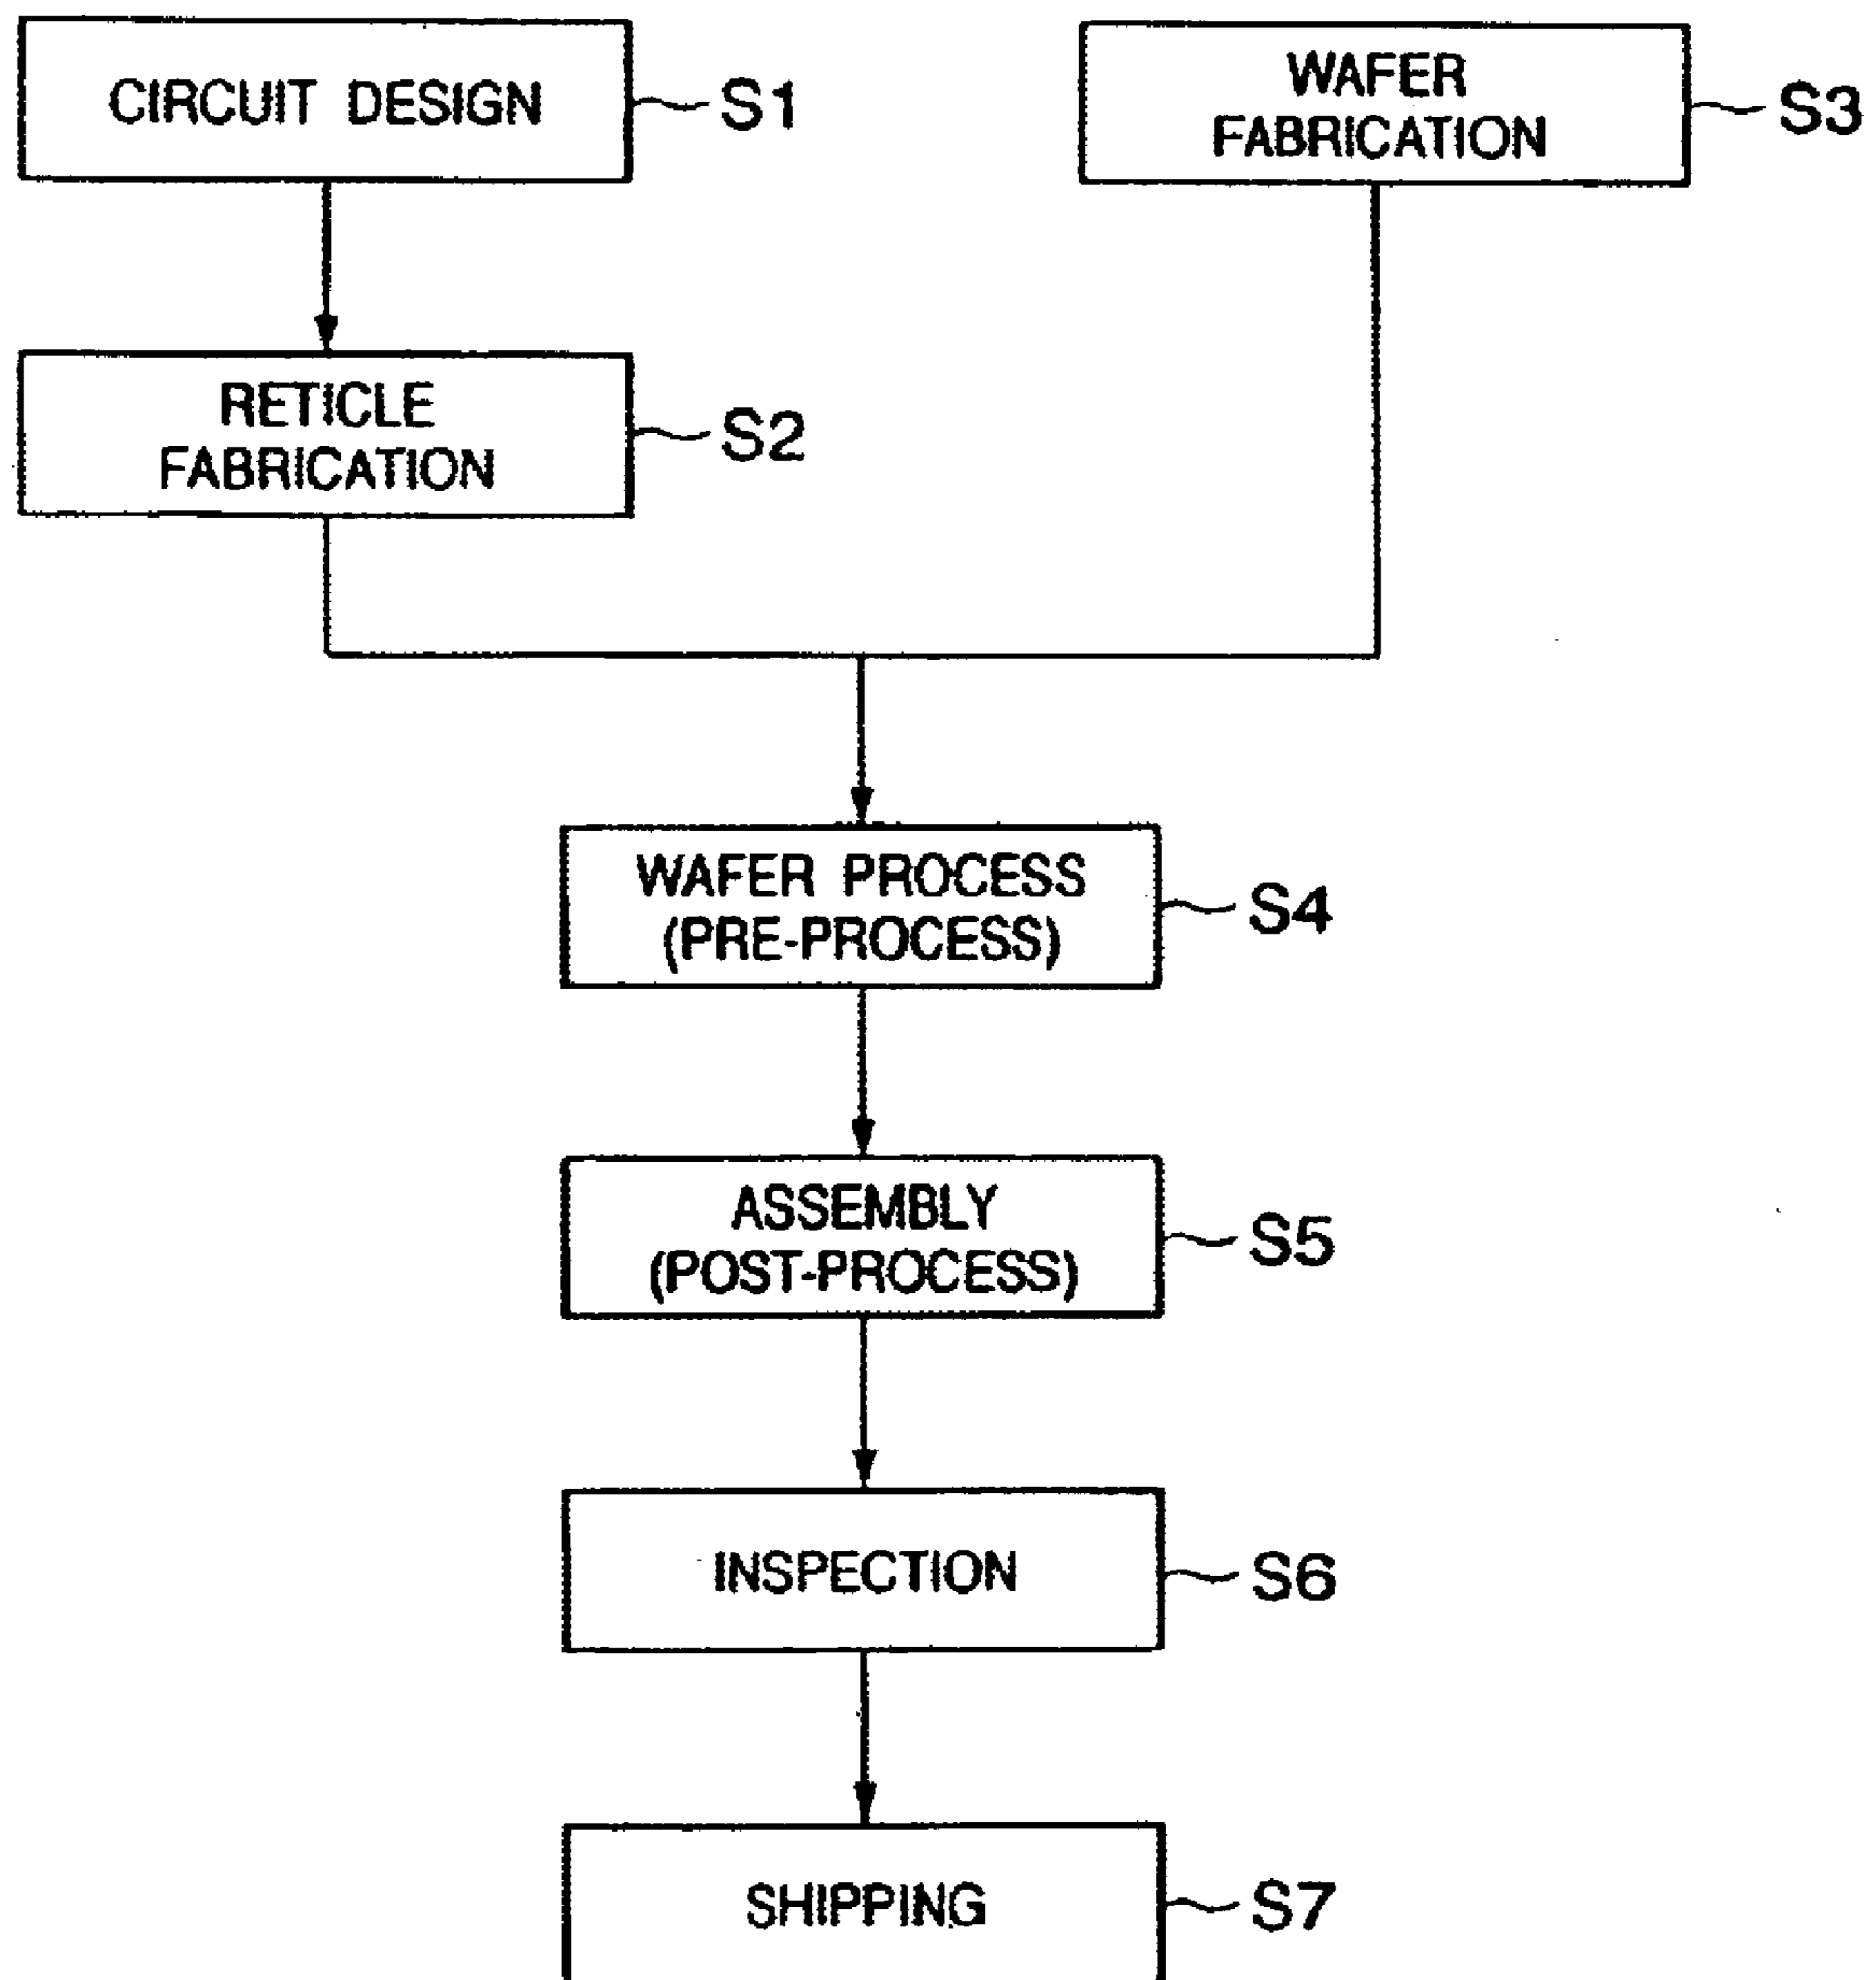 CIRCUIT DESIGN
S1
WAFER
FABRICATION
S3
RETICLE
FABRICATION
S2
WAFER PROCESS
(PRE-PROCESS)
S4
ASSEMBLY
(POST-PROCESS)
S5
INSPECTION
S6
SHIPPING
S7